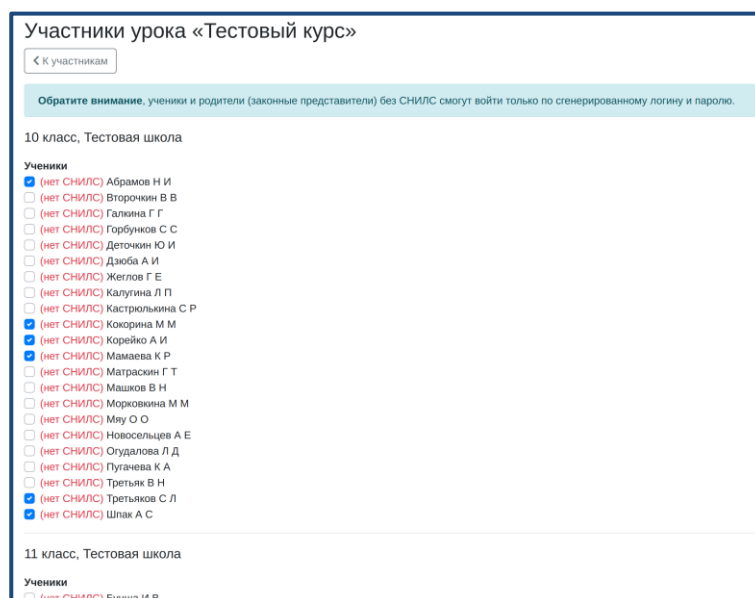 Участники урока «Тестовый курс»
К участникам
Обратите внимание, ученики и родители (законные представители) без СНИЛС смогут войти только по сгенерированному логину и паролю.
10 класс, Тестовая школа
Ученики
(нет СНИЛС) Абрамов Н И
(нет СНИЛС) Второчкин В В
(нет СНИЛС) Галкина Г Г
(нет СНИЛС) Горбунков С С
(нет СНИЛС) Деточкин Ю И
(нет СНИЛС) Дзюба А И
(нет СНИЛС) Жеглов Г Е
(нет СНИЛС) Калугина Л П
(нет СНИЛС) Кастрюлькина С Р
(нет СНИЛС) Кокорина М М
(нет СНИЛС) Корейко А И
(нет СНИЛС) Мамаева К Р
(нет СНИЛС) Матраскин Г Т
(нет СНИЛС) Машков В Н
(нет СНИЛС) Морковкина М М
(нет СНИЛС) Мяу О О
(нет СНИЛС) Новосельцев А Е
(нет СНИЛС) Огудалова Л Д
(нет СНИЛС) Пугачева К А
(нет СНИЛС) Третьяк В Н
(нет СНИЛС) Третьяков С Л
(нет СНИЛС) Шпак А С
11 класс, Тестовая школа
Ученики
(нет СНИЛС)